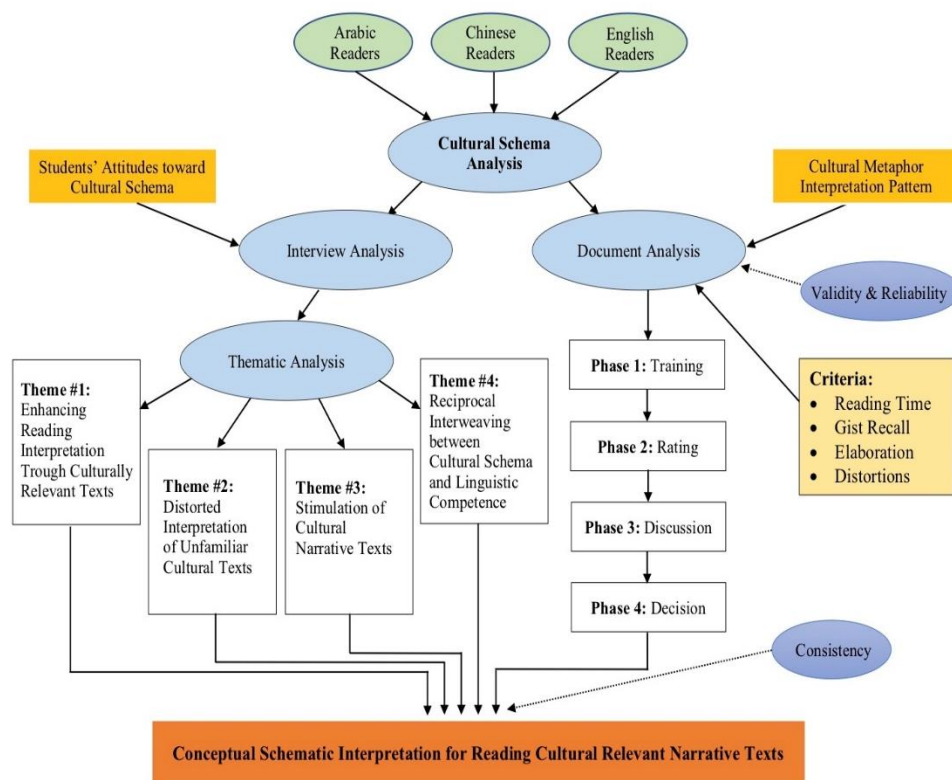 Arabic
Readers
Chinese
Readers
English
Readers
Cultural Schema
Analysis
Students' Attitudes toward
Cultural Schema
Cultural Metaphor
Interpretation Pattern
Interview Analysis
Document Analysis
Validity & Reliability
Thematic Analysis
Theme #1:
Enhancing
Reading
Interpretation
Trough Culturally
Relevant Texts
Theme #2:
Distorted
Interpretation
of Unfamiliar
Cultural Texts
Theme #3:
Stimulation of
Cultural
Narrative Texts
Theme #4:
Reciprocal
Interweaving
between
Cultural Schema
and Linguistic
Competence
Phase 1: Training
Phase 2: Rating
Phase 3: Discussion
Phase 4: Decision
Criteria:
• Reading Time
• Gist Recall
• Elaboration
• Distortions
Consistency
Conceptual Schematic Interpretation for Reading Cultural Relevant Narrative Texts